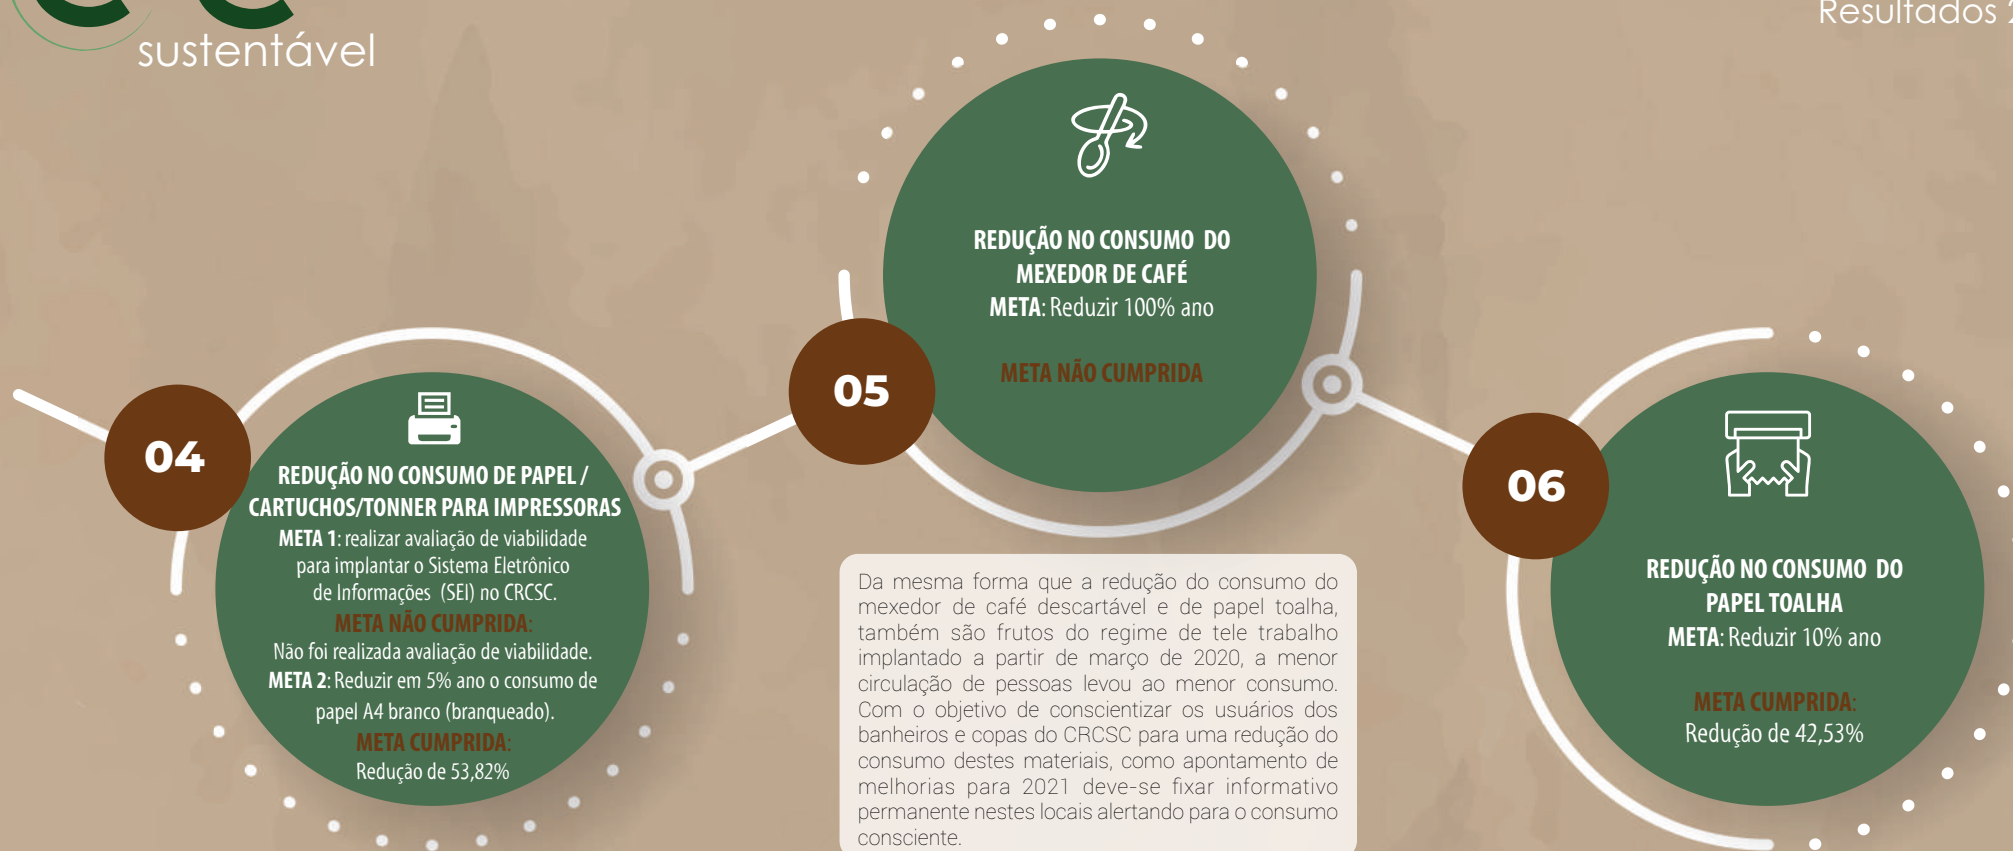 sustentável
Resultados 2
04
REDUÇÃO NO CONSUMO DE PAPEL /
CARTUCHOS/TONNER PARA IMPRESSORAS
META 1: realizar avaliação de viabilidade
para implantar o Sistema Eletrônico
de Informações (SEI) no CRCSC.
META NÃO CUMPRIDA:
Não foi realizada avaliação de viabilidade.
META 2: Reduzir em 5% ano o consumo de
papel A4 branco (branqueado).
META CUMPRIDA:
Redução de 53,82%
05
REDUÇÃO NO CONSUMO DO
MEXEDOR DE CAFÉ
META: Reduzir 100% ano
META NÃO CUMPRIDA
Da mesma forma que a redução do consumo do
mexedor de café descartável e de papel toalha,
também são frutos do regime de tele trabalho
implantado a partir de março de 2020, a menor
circulação de pessoas levou ao menor consumo.
Com o objetivo de conscientizar os usuários dos
banheiros e copas do CRCSC para uma redução do
consumo destes materiais, como apontamento de
melhorias para 2021 deve-se fixar informativo
permanente nestes locais alertando para o consumo
consciente.
06
REDUÇÃO NO CONSUMO DO
PAPEL TOALHA
META: Reduzir 10% ano
META CUMPRIDA:
Redução de 42,53%